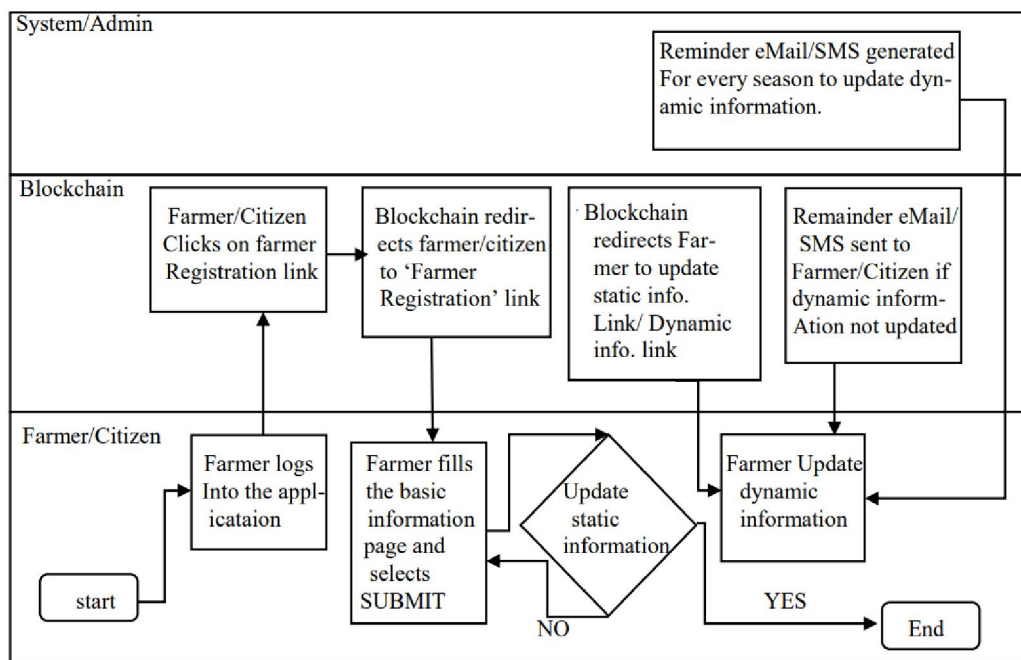 System/Admin
Reminder eMail/SMS generated
For every season to update dyn-
amic information.
Blockchain
Farmer/Citizen
Clicks on farmer
Registration link
Blockchain redir-
ects farmer/citizen
to ‘Farmer
Registration’ link
Blockchain
redirects Far-
mer to update
static info.
Link/ Dynamic
info. link
Remainder eMail/
SMS sent to
Farmer/Citizen if
dynamic inform-
Ation not updated
Farmer/Citizen
Farmer logs
Into the appl-
icataion
Farmer fills
the basic
information
page and
selects
SUBMIT
Update
static
information
Farmer Update
dynamic
information
start
NO
YES
End